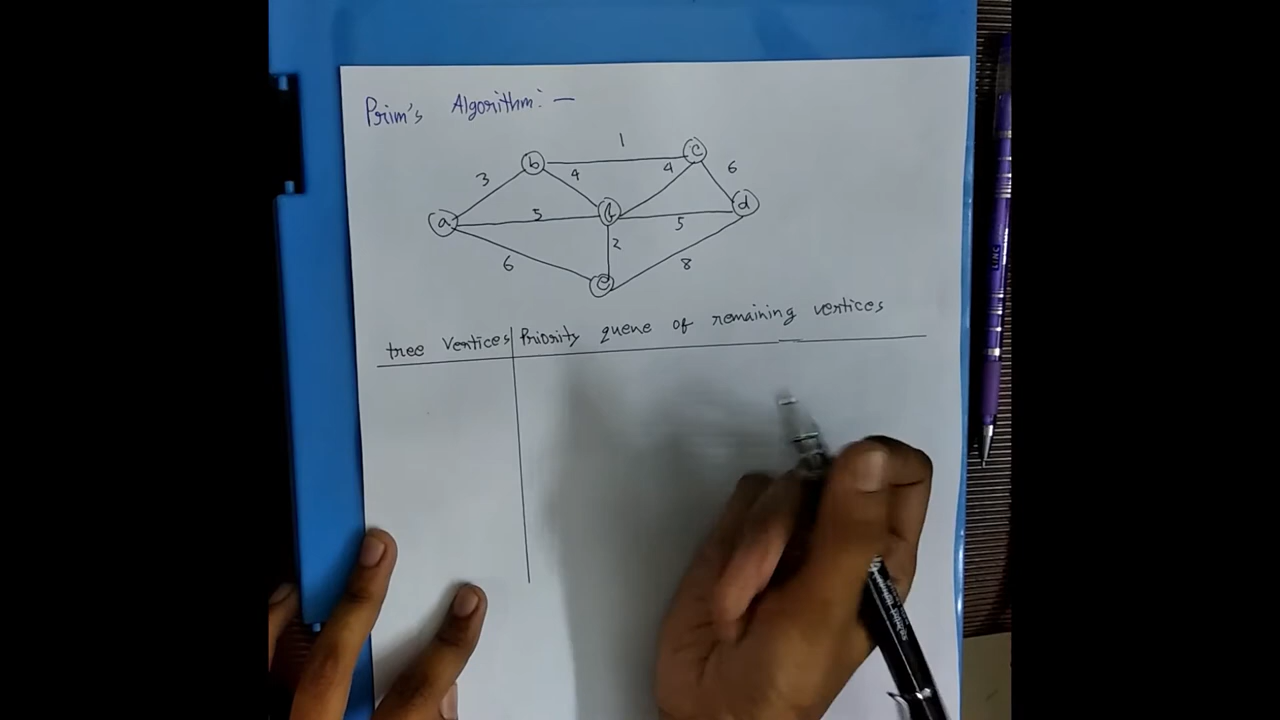 Prim's Algorithm:—
1
b c
3 4 4 6
a 5 f 5 d
2
6 8
e
tree vertices Priority queue of remaining vertices
LINC